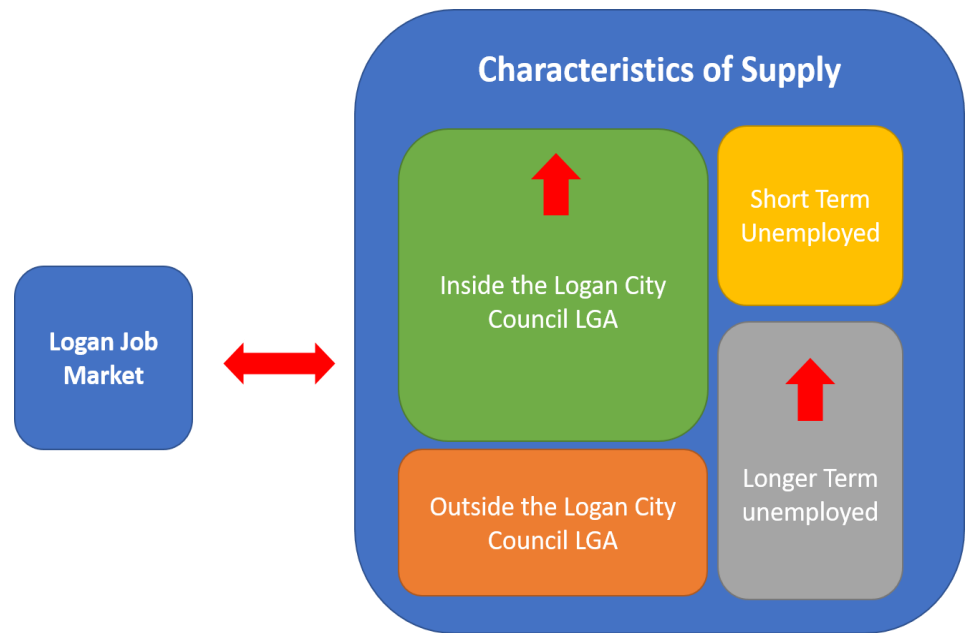 Characteristics of Supply
Logan Job
Market
Inside the Logan City
Council LGA
Outside the Logan City
Council LGA
Short Term
Unemployed
Longer Term
unemployed